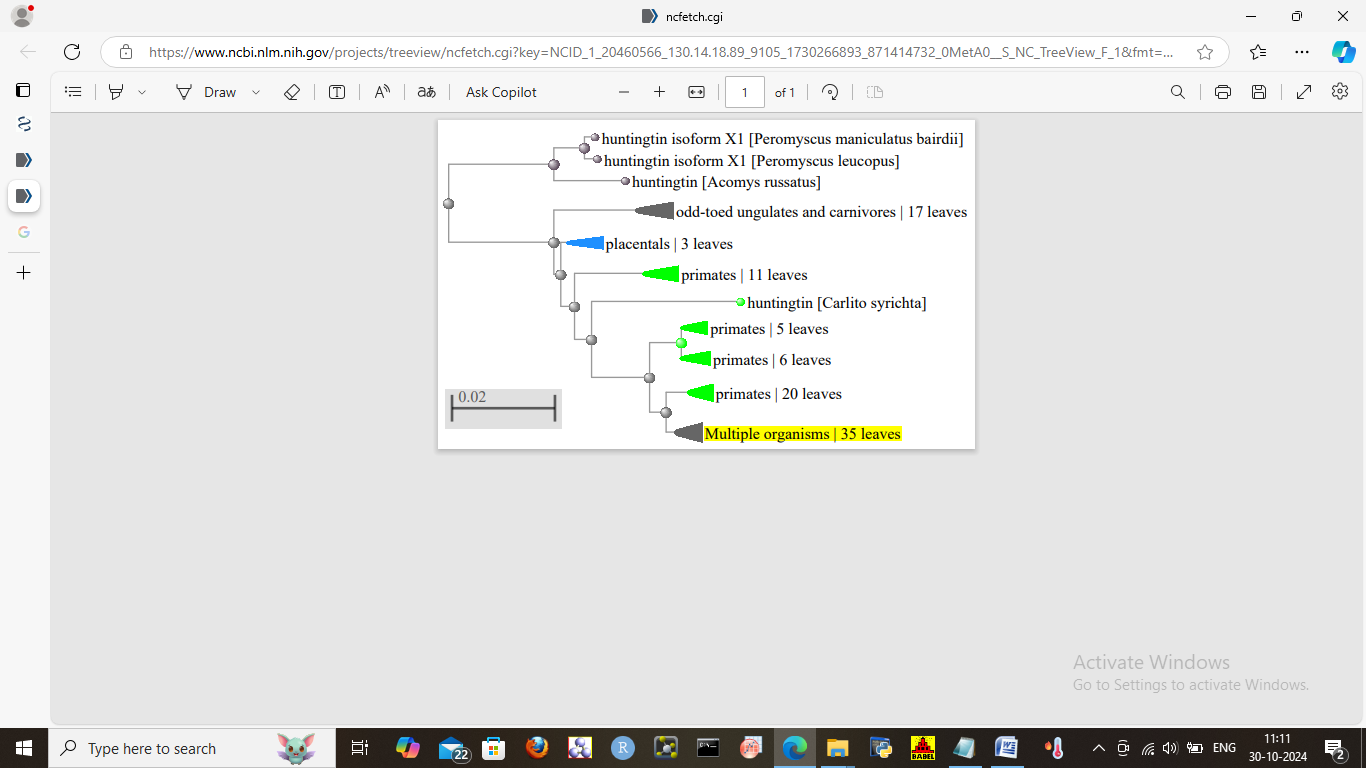 ncfetch.cgi
https://www.ncbi.nlm.nih.gov/projects/treeview/ncfetch.cgi?key=NCID_1_20460566_130.14.18.89_9105_1730266893_871414732_0MetA0__S_NC_TreeView_F_1&fmt=...
Draw
Ask Copilot
1 of 1
huntingtin isoform X1 [Peromyscus maniculatus bairdii]
huntingtin isoform X1 [Peromyscus leucopus]
huntingtin [Acomys russatus]
odd-toed ungulates and carnivores | 17 leaves
placentals | 3 leaves
primates | 11 leaves
huntingtin [Carlito syrichta]
primates | 5 leaves
primates | 6 leaves
primates | 20 leaves
0.02
Multiple organisms | 35 leaves
Activate Windows
Go to Settings to activate Windows.
Type here to search
22
R
BABEL
ENG
11:11
30-10-2024
2